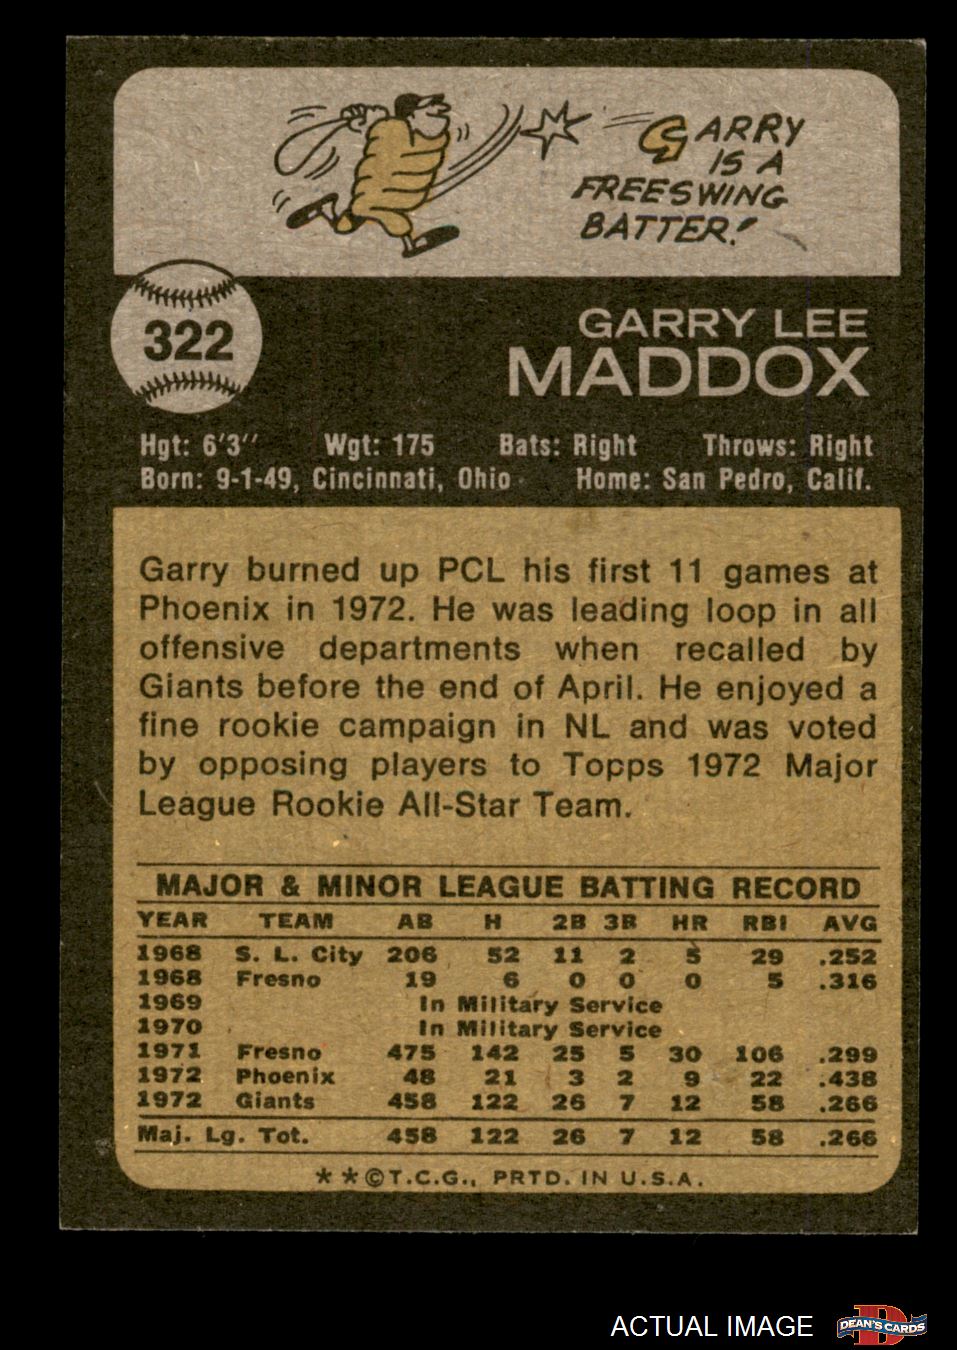 GARRY
IS A
FREESWING
BATTER!
322
GARRY LEE
MADDOX
Hgt: 6'3" Wgt: 175 Bats: Right Throws: Right
Born: 9-1-49, Cincinnati, Ohio Home: San Pedro, Calif.
Garry burned up PCL his first 11 games at
Phoenix in 1972. He was leading loop in all
offensive departments when recalled by
Giants before the end of April. He enjoyed a
fine rookie campaign in NL and was voted
by opposing players to Topps 1972 Major
League Rookie All-Star Team.
MAJOR & MINOR LEAGUE BATTING RECORD
YEAR TEAM AB H 2B 3B HR RBI AVG
1968 S. L. City 206 52 11 2 5 29 .252
1968 Fresno 19 6 0 0 0 5 .316
1969 In Military Service
1970 In Military Service
1971 Fresno 475 142 25 5 30 106 .299
1972 Phoenix 48 21 3 2 9 22 .438
1972 Giants 458 122 26 7 12 58 .266
Maj. Lg. Tot. 458 122 26 7 12 58 .266
**©T.C.G., PRTD. IN U.S.A.
ACTUAL IMAGE
D
DEAN'S CARDS